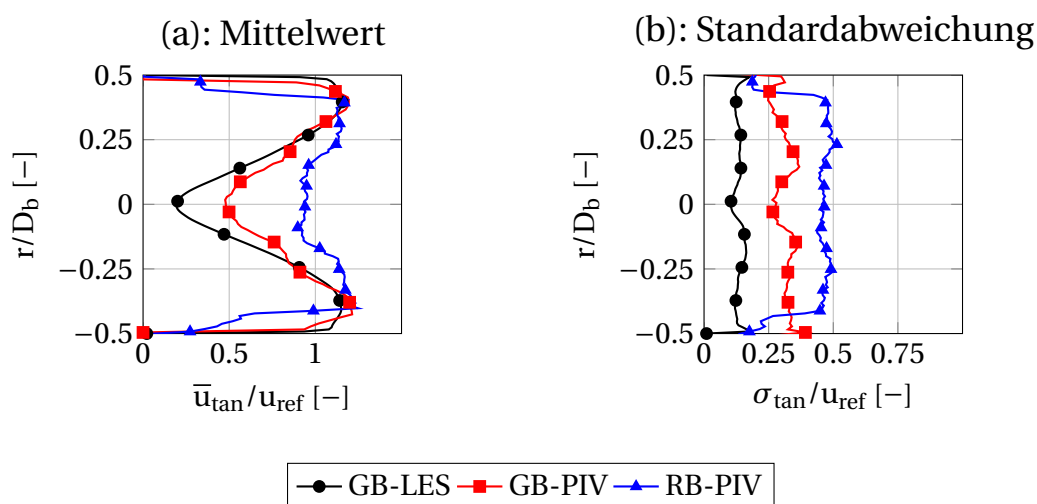 (a): Mittelwert
0.5
0.25
0
−0.25
−0.5
r/D_b [−]
0
0.5
1
u̅_tan/u_ref [−]
(b): Standardabweichung
0.5
0.25
0
−0.25
−0.5
r/D_b [−]
0
0.25
0.5
0.75
σ_tan/u_ref [−]
GB-LES
GB-PIV
RB-PIV